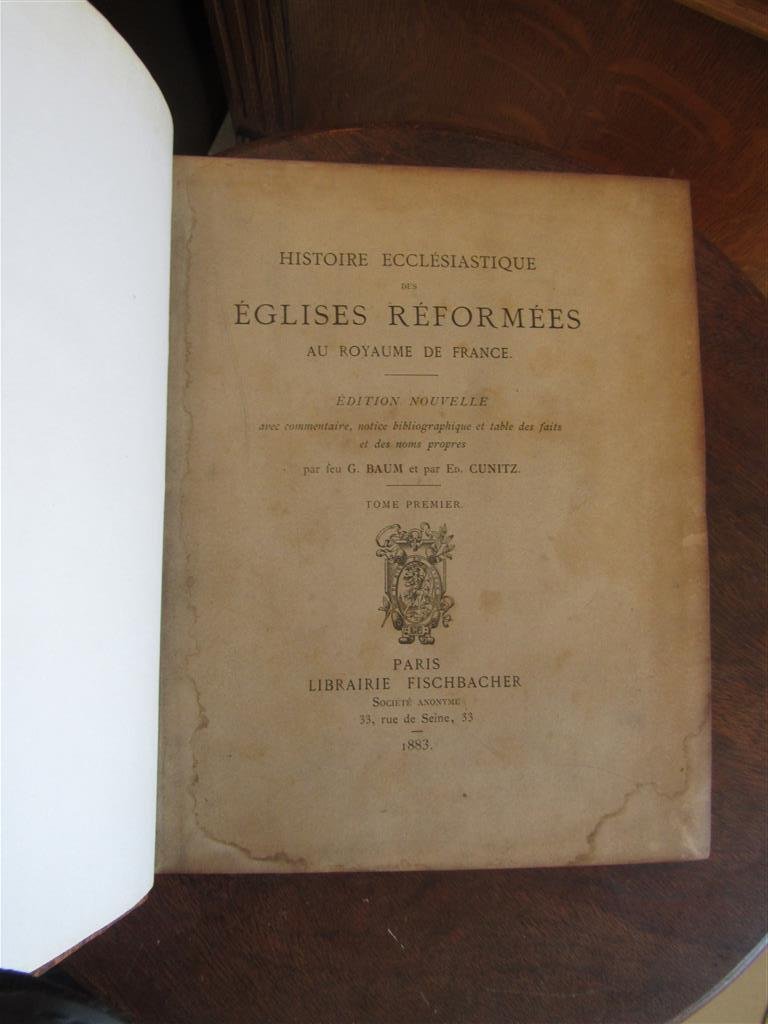 HISTOIRE ECCLÉSIASTIQUE
DES
ÉGLISES RÉFORMÉES
AU ROYAUME DE FRANCE.
ÉDITION NOUVELLE
avec commentaire, notice bibliographique et table des faits
et des noms propres
par feu G. BAUM et par ED. CUNITZ.
TOME PREMIER.
PARIS
LIBRAIRIE FISCHBACHER
SOCIÉTÉ ANONYME
33, rue de Seine, 33
1883.